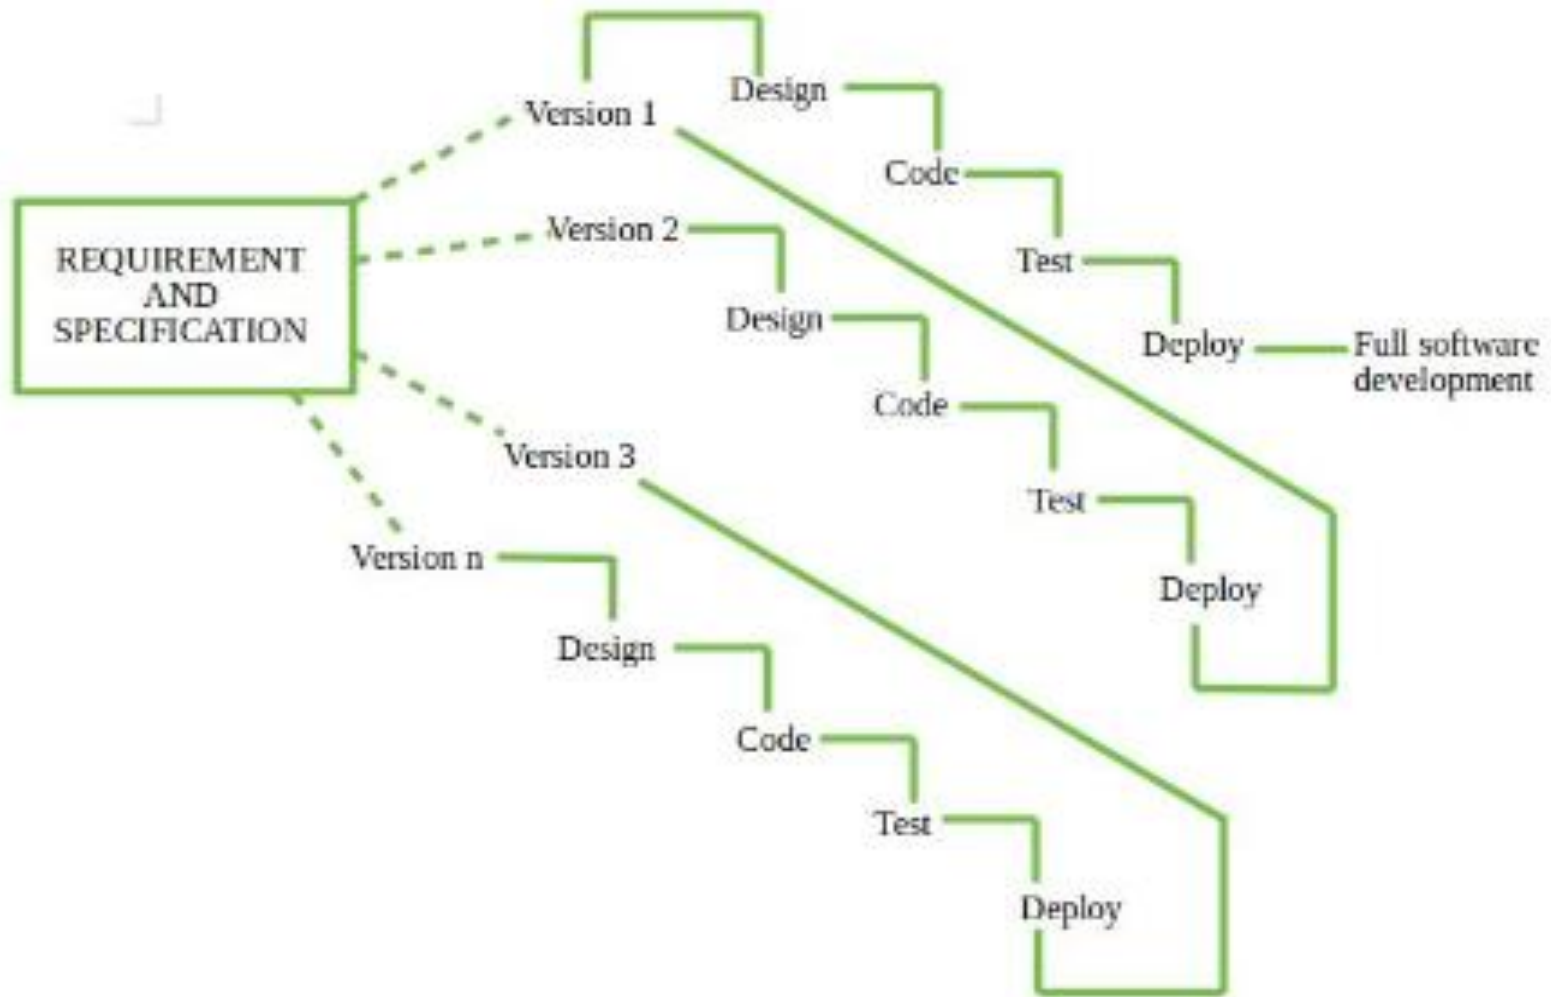 Version 1
Design
Code
Test
Deploy
Full software
development
REQUIREMENT
AND
SPECIFICATION
Version 2
Design
Code
Test
Deploy
Version 3
Version n
Design
Code
Test
Deploy